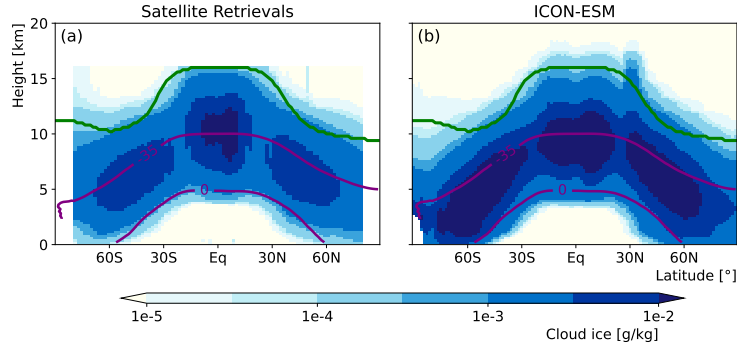 Satellite Retrievals
ICON-ESM
Height [km]
(a)
(b)
20
15
10
5
0
-35
0
-35
0
60S 30S Eq 30N 60N
60S 30S Eq 30N 60N
Latitude [°]
1e-5 1e-4 1e-3 1e-2
Cloud ice [g/kg]